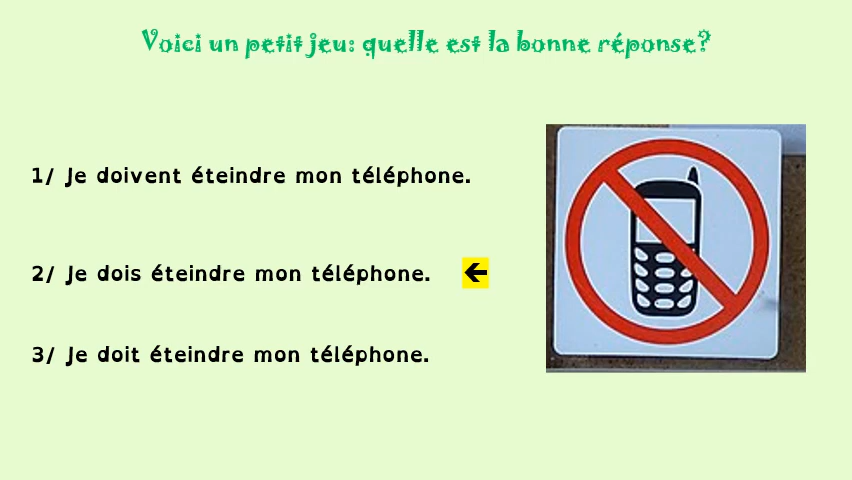 Voici un petit jeu: quelle est la bonne réponse?
1/ Je doivent éteindre mon téléphone.
2/ Je dois éteindre mon téléphone. 🡸
3/ Je doit éteindre mon téléphone.